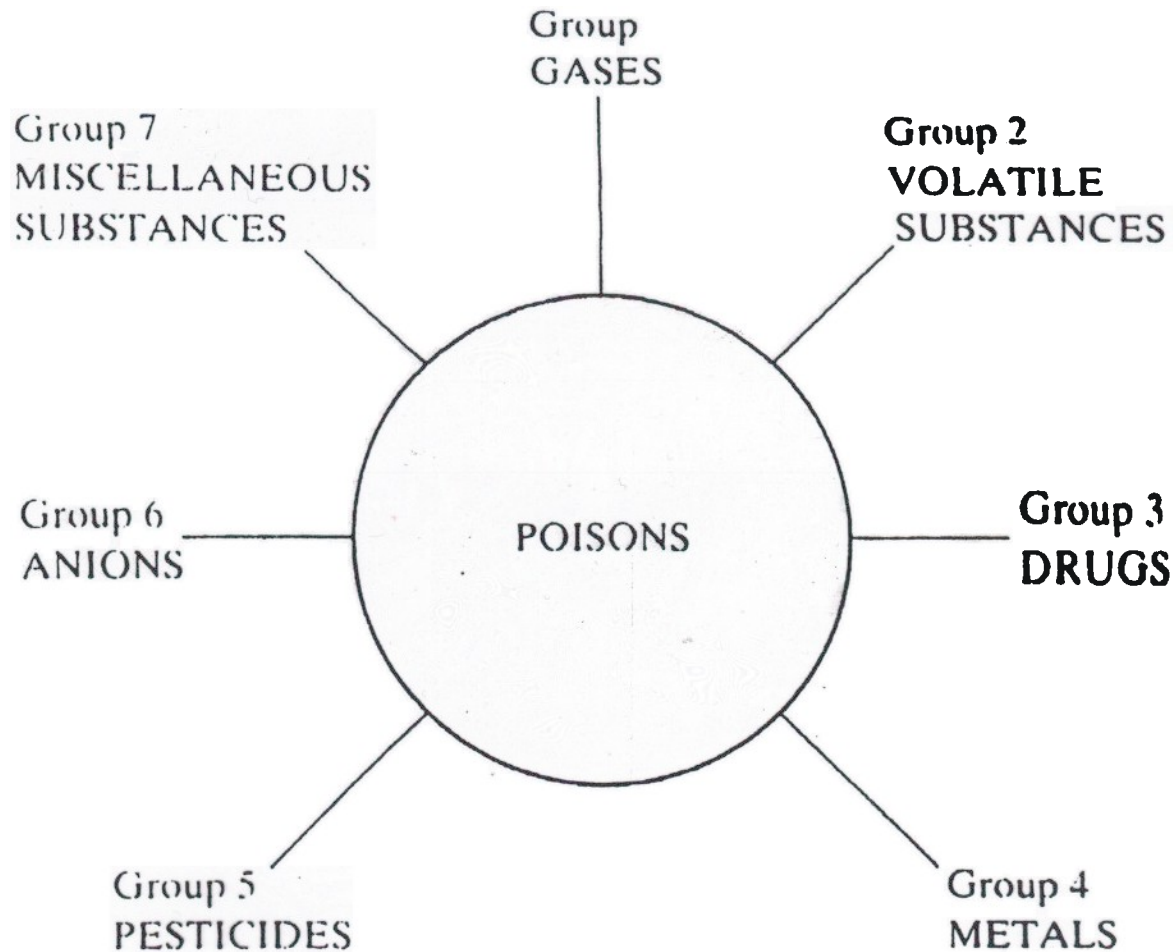 Group
GASES
Group 2
VOLATILE
SUBSTANCES
Group 3
DRUGS
Group 4
METALS
Group 5
PESTICIDES
Group 6
ANIONS
Group 7
MISCELLANEOUS
SUBSTANCES
POISONS